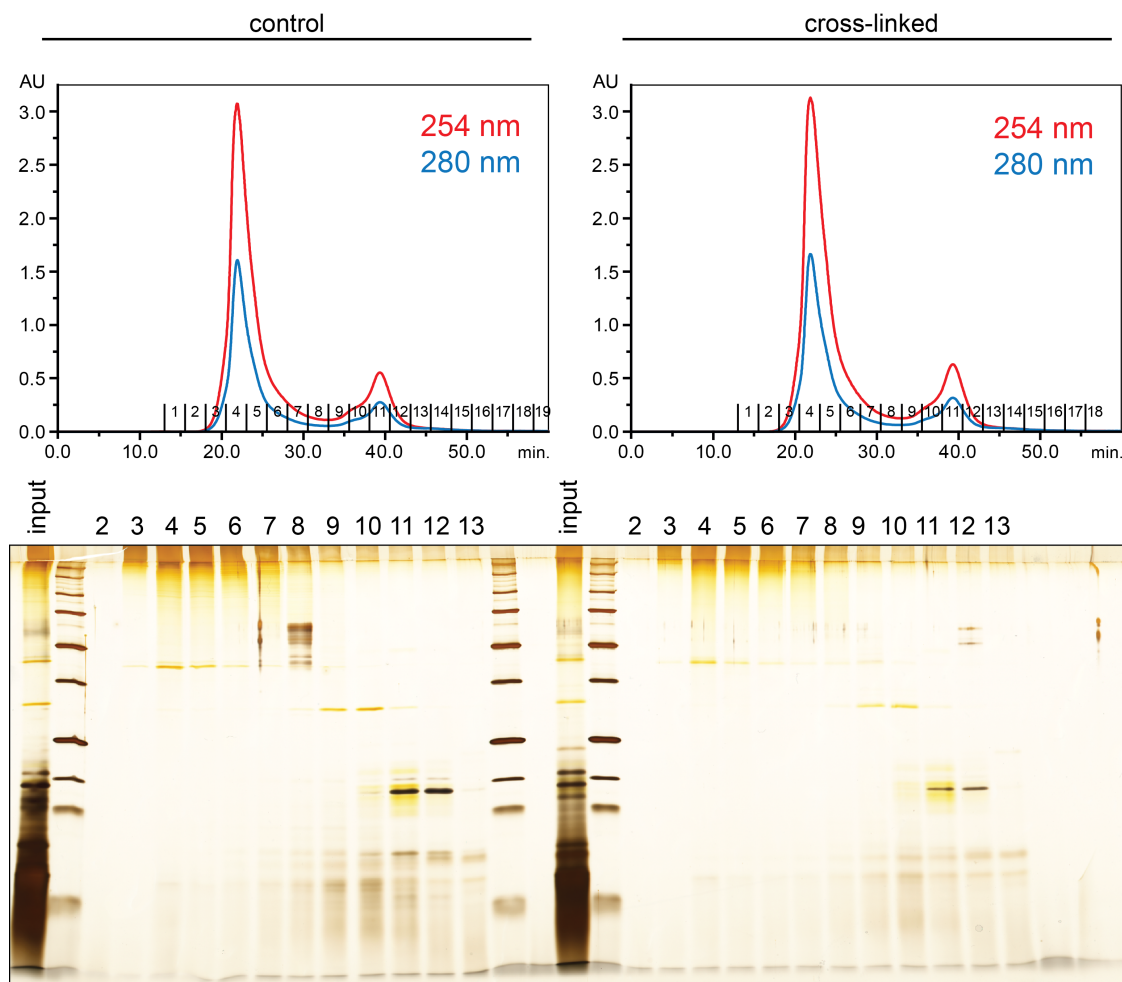 control
cross-linked
AU
254 nm
280 nm
3.0
2.5
2.0
1.5
1.0
0.5
0.0
1 2 3 4 5 6 7 8 9 10 11 12 13 14 15 16 17 18 19
0.0 10.0 20.0 30.0 40.0 50.0 min.
AU
254 nm
280 nm
3.0
2.5
2.0
1.5
1.0
0.5
0.0
1 2 3 4 5 6 7 8 9 10 11 12 13 14 15 16 17 18
0.0 10.0 20.0 30.0 40.0 50.0 min.
input 2 3 4 5 6 7 8 9 10 11 12 13
input 2 3 4 5 6 7 8 9 10 11 12 13